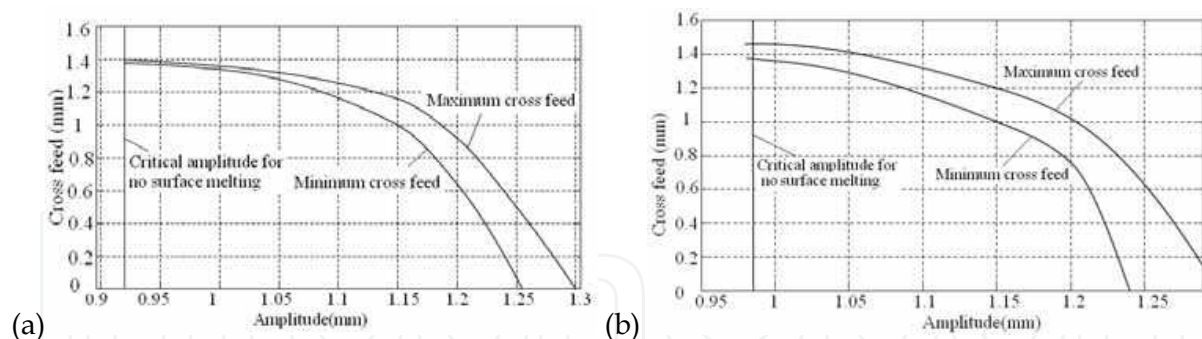 1.6
1.4
1.2
1
0.8
0.6
0.4
0.2
0
Cross feed (mm)
Maximum cross feed
Critical amplitude for
no surface melting
Minimum cross feed
0.9 0.95 1 1.05 1.1 1.15 1.2 1.25 1.3
Amplitude(mm)
(a)
1.6
1.4
1.2
1
0.8
0.6
0.4
0.2
0
Cross feed (mm)
Maximum cross feed
Critical amplitude for
no surface melting
Minimum cross feed
0.95 1 1.05 1.1 1.15 1.2 1.25
Amplitude(mm)
(b)